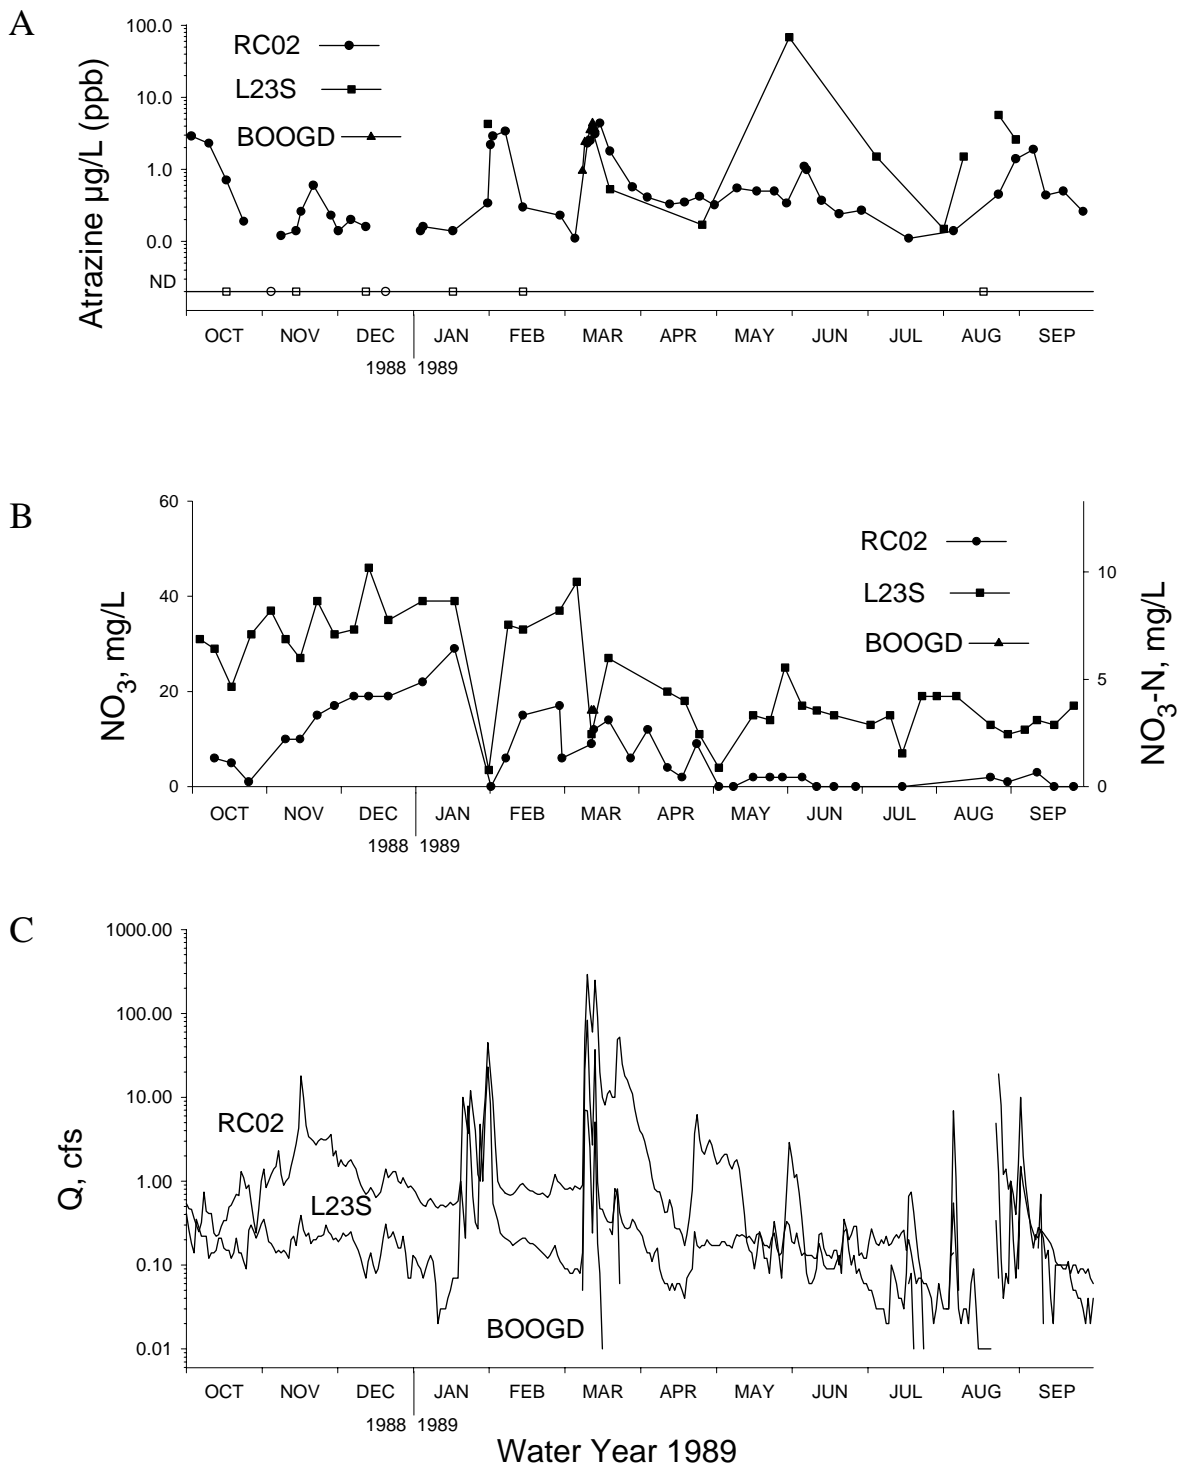 A
Atrazine µg/L (ppb)
100.0
10.0
1.0
0.0
ND
RC02
L23S
BOOGD
OCT NOV DEC JAN FEB MAR APR MAY JUN JUL AUG SEP
1988 1989
B
NO3, mg/L
60
40
20
0
RC02
L23S
BOOGD
10
5
0
NO3-N, mg/L
OCT NOV DEC JAN FEB MAR APR MAY JUN JUL AUG SEP
1988 1989
C
Q, cfs
1000.00
100.00
10.00
1.00
0.10
0.01
RC02
L23S
BOOGD
OCT NOV DEC JAN FEB MAR APR MAY JUN JUL AUG SEP
1988 1989
Water Year 1989